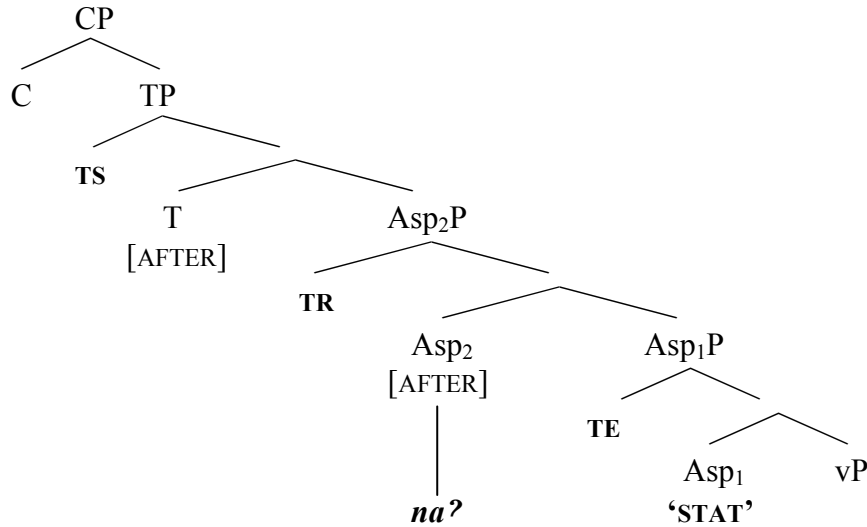 CP
C TP
TS
T Asp₂P
[AFTER]
TR
Asp₂ Asp₁P
[AFTER]
TE
Asp₁ vP
na? ‘STAT’